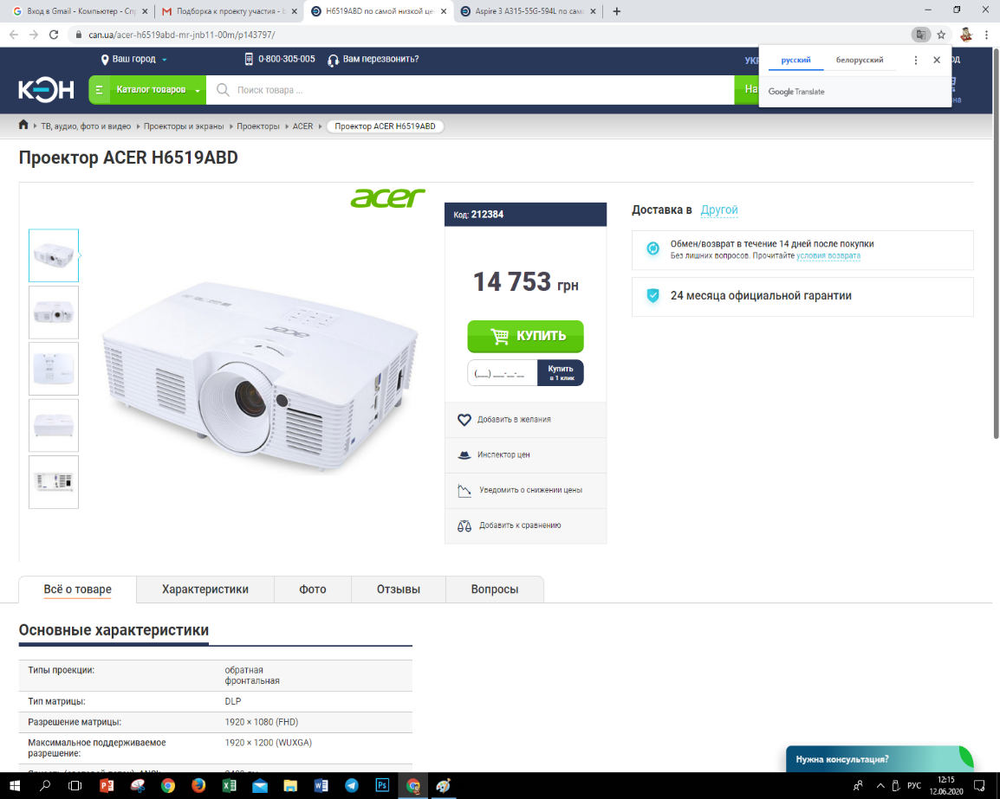 Вход в Gmail - Компьютер - Спр
Подборка к проекту участия - b
H6519ABD по самой низкой це
Aspire 3 A315-55G-594L по сам
can.ua/acer-h6519abd-mr-jnb11-00m/p143797/
Ваш город
0-800-305-005
Вам перезвонить?
УКР
русский
белорусский
Google Translate
КЭН
Каталог товаров
Поиск товара ...
На
на
ТВ, аудио, фото и видео
Проекторы и экраны
Проекторы
ACER
Проектор ACER H6519ABD
Проектор ACER H6519ABD
acer
Код: 212384
14 753 грн
КУПИТЬ
(___) ___-__-__
Купить
в 1 клик
Добавить в желания
Инспектор цен
Уведомить о снижении цены
Добавить к сравнению
Доставка в Другой
Обмен/возврат в течение 14 дней после покупки
Без лишних вопросов. Прочитайте условия возврата
24 месяца официальной гарантии
acer
Всё о товаре
Характеристики
Фото
Отзывы
Вопросы
Основные характеристики
Типы проекции: обратная
фронтальная
Тип матрицы: DLP
Разрешение матрицы: 1920 × 1080 (FHD)
Максимальное поддерживаемое 1920 × 1200 (WUXGA)
разрешение:
Нужна консультация?
РУС
12:15
12.06.2020